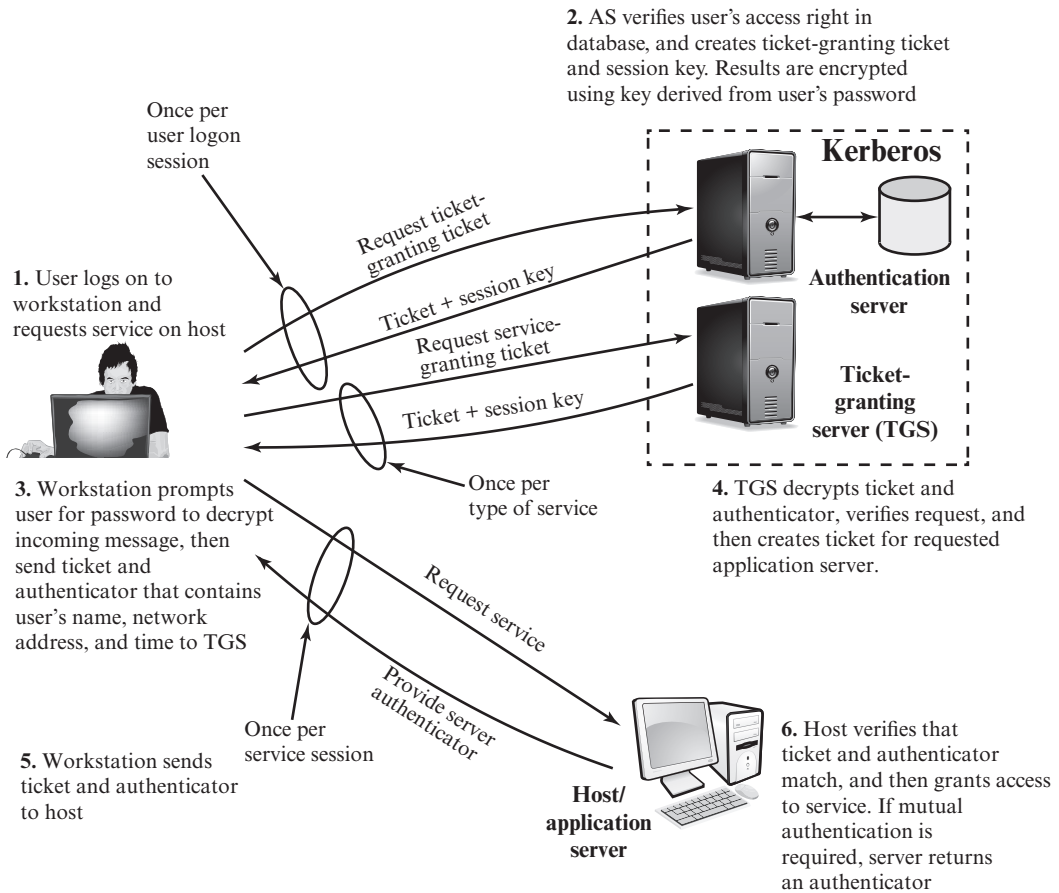 2. AS verifies user's access right in
database, and creates ticket-granting ticket
and session key. Results are encrypted
using key derived from user's password
Once per
user logon
session
Kerberos
Request ticket-
granting ticket
1. User logs on to
workstation and
requests service on host
Ticket + session key
Authentication
server
Request service-
granting ticket
Ticket + session key
Ticket-
granting
server (TGS)
Once per
type of service
3. Workstation prompts
user for password to decrypt
incoming message, then
send ticket and
authenticator that contains
user's name, network
address, and time to TGS
4. TGS decrypts ticket and
authenticator, verifies request, and
then creates ticket for requested
application server.
Request service
Provide server
authenticator
Once per
service session
5. Workstation sends
ticket and authenticator
to host
Host/
application
server
6. Host verifies that
ticket and authenticator
match, and then grants access
to service. If mutual
authentication is
required, server returns
an authenticator